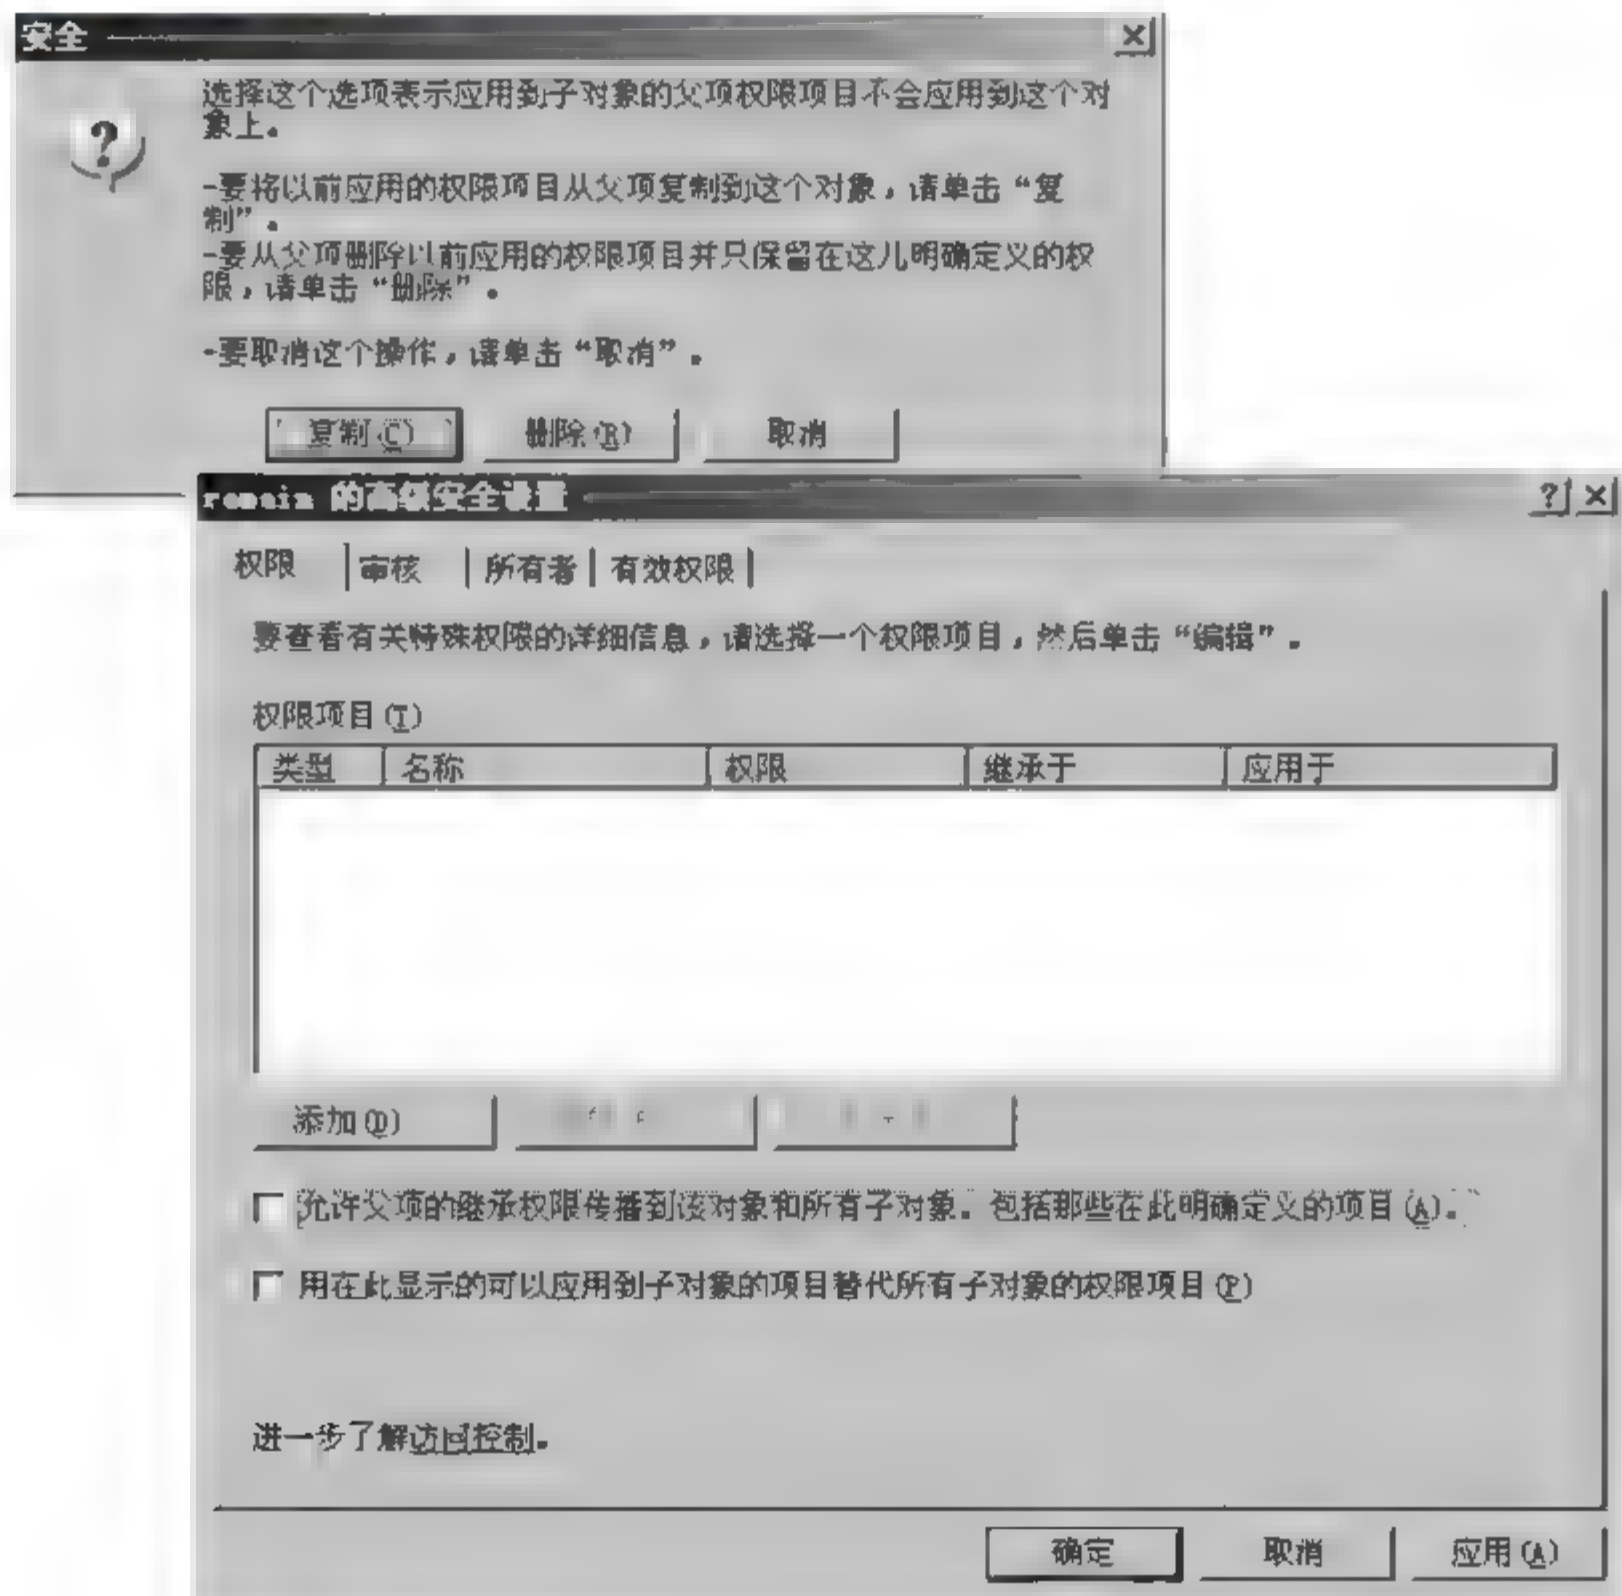 安全
选择这个选项表示应用到子对象的父项权限项目不会应用到这个对
象上。
-要将以前应用的权限项目从父项复制到这个对象，请单击“复
制”。
-要从父项删除以前应用的权限项目并只保留在这儿明确定义的权
限，请单击“删除”。
-要取消这个操作，请单击“取消”。
复制(C) 删除(R) 取消
的高级安全设置
权限 审核 所有者 有效权限
要查看有关特殊权限的详细信息，请选择一个权限项目，然后单击“编辑”。
权限项目(T)
类型 名称 权限 继承于 应用于
添加(D)
允许父项的继承权限传播到该对象和所有子对象。包括那些在此明确定义的项目(A)。
用在此显示的可以应用到子对象的项目替代所有子对象的权限项目(P)
进一步了解访问控制。
确定 取消 应用(A)